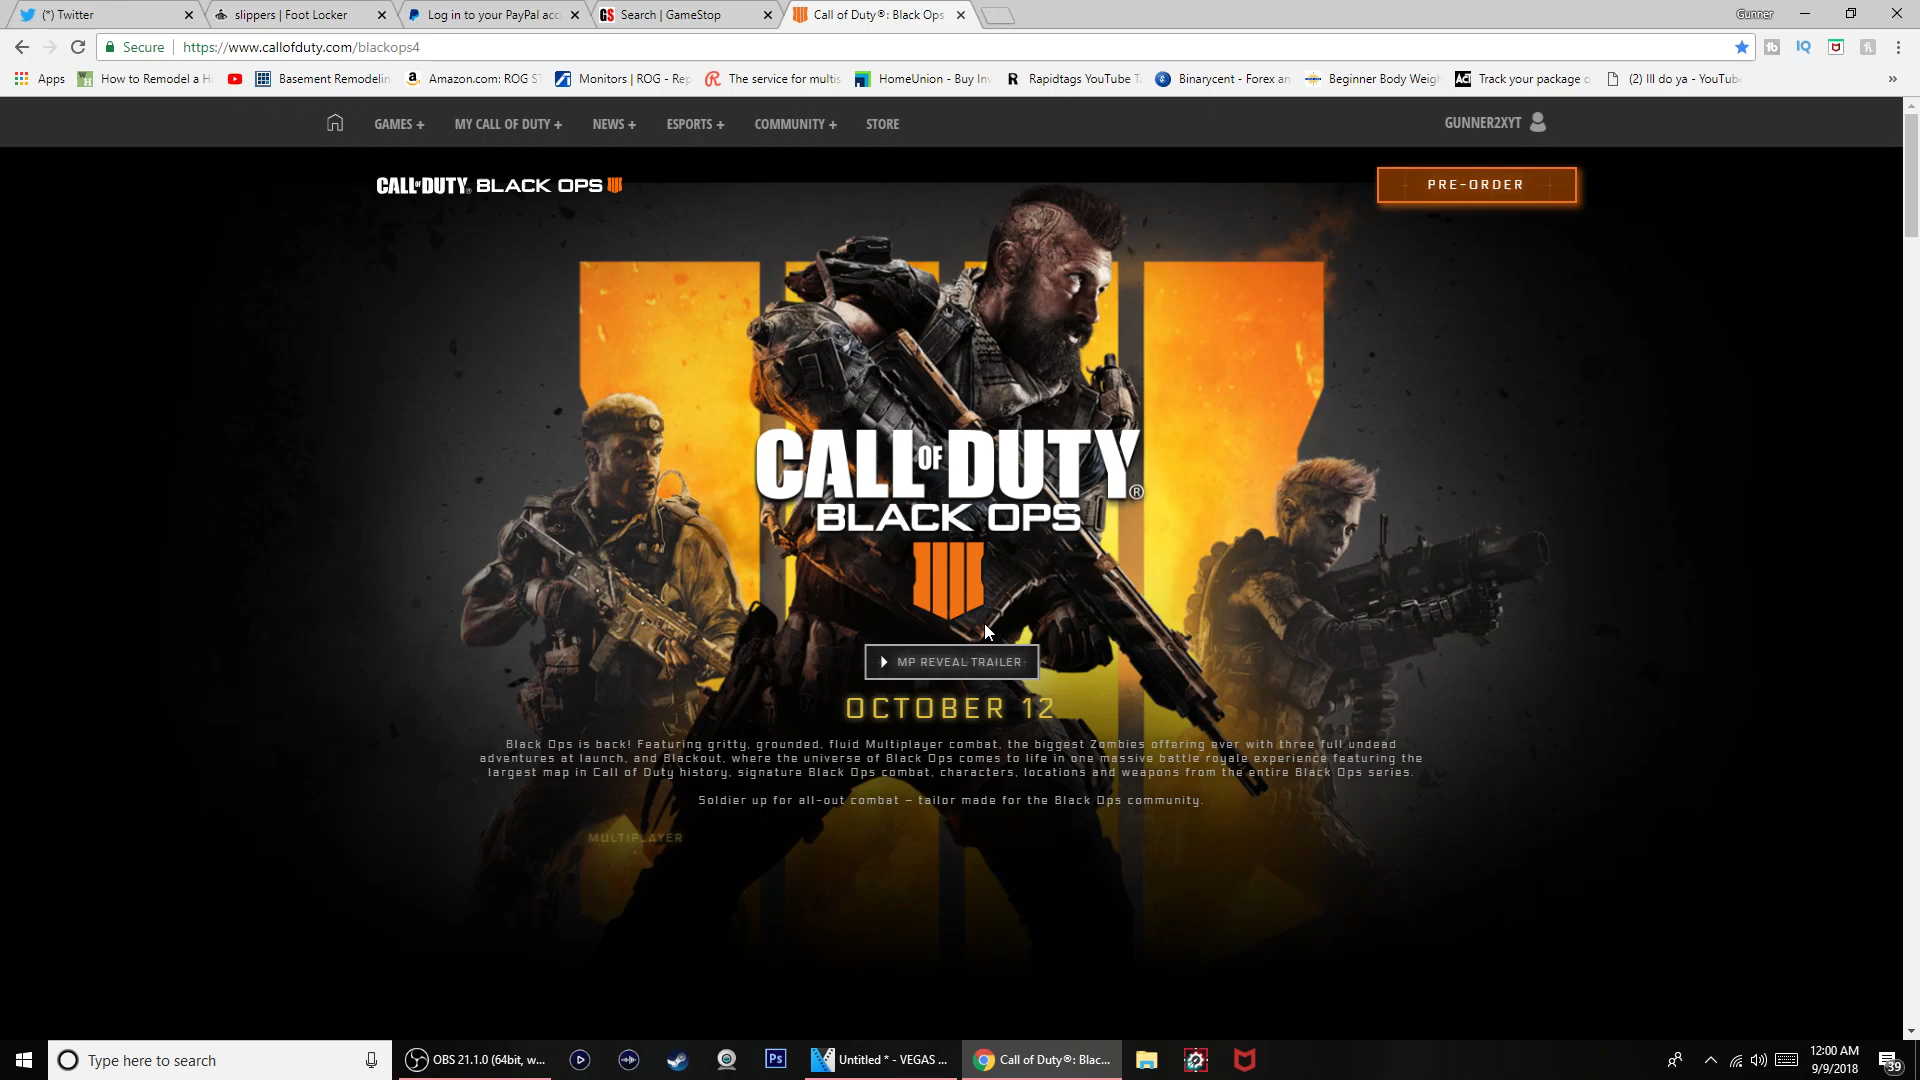 (*) Twitter
slippers | Foot Locker
Log in to your PayPal acc
GS Search | GameStop
Call of Duty®: Black Ops
Gunner
Secure | https://www.callofduty.com/blackops4
tb
IQ
Apps
How to Remodel a H
Basement Remodelin
Amazon.com: ROG S
Monitors | ROG - Rep
The service for multis
HomeUnion - Buy Inv
Rapidtags YouTube T
Binarycent - Forex an
Beginner Body Weigh
Track your package o
(2) Ill do ya - YouTube
»
GAMES +
MY CALL OF DUTY +
NEWS +
ESPORTS +
COMMUNITY +
STORE
GUNNER2XYT
CALL OF DUTY® BLACK OPS IIII
PRE-ORDER
CALL OF DUTY®
BLACK OPS
IIII
MP REVEAL TRAILER
OCTOBER 12
Black Ops is back! Featuring gritty, grounded, fluid Multiplayer combat, the biggest Zombies offering ever with three full undead
adventures at launch, and Blackout, where the universe of Black Ops comes to life in one massive battle royale experience featuring the
largest map in Call of Duty history, signature Black Ops combat, characters, locations and weapons from the entire Black Ops series.
Soldier up for all-out combat – tailor made for the Black Ops community.
MULTIPLAYER
Type here to search
OBS 21.1.0 (64bit, w...
Ps
Untitled * - VEGAS ...
Call of Duty®: Blac...
12:00 AM
9/9/2018
39